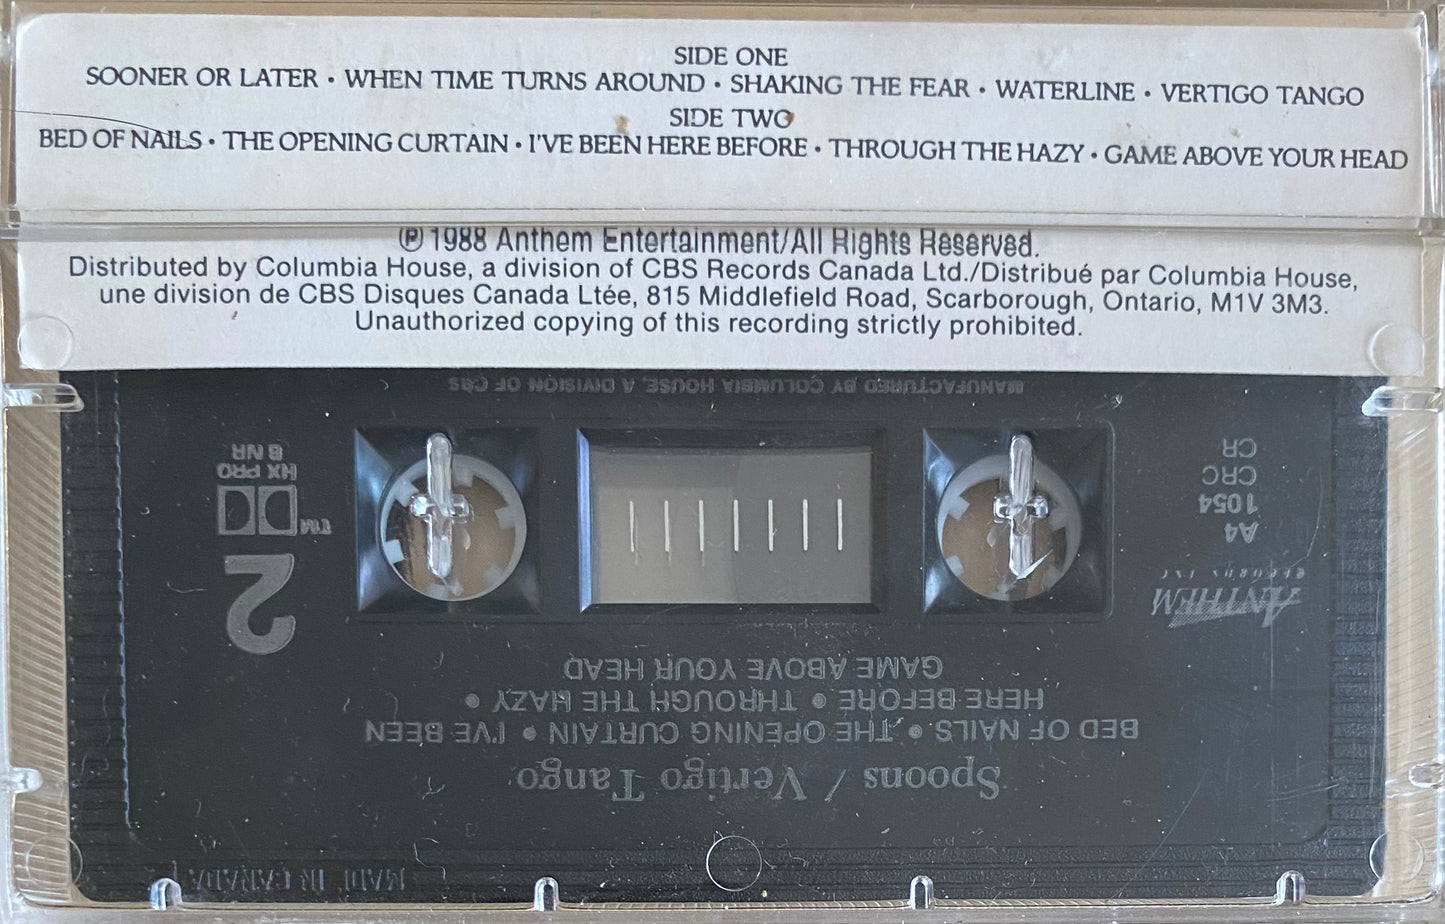 SIDE ONE
SOONER OR LATER • WHEN TIME TURNS AROUND • SHAKING THE FEAR • WATERLINE • VERTIGO TANGO
SIDE TWO
BED OF NAILS • THE OPENING CURTAIN • I'VE BEEN HERE BEFORE • THROUGH THE HAZY • GAME ABOVE YOUR HEAD
℗ 1988 Anthem Entertainment/All Rights Reserved.
Distributed by Columbia House, a division of CBS Records Canada Ltd./Distribué par Columbia House,
une division de CBS Disques Canada Ltée, 815 Middlefield Road, Scarborough, Ontario, M1V 3M3.
Unauthorized copying of this recording strictly prohibited.
MADE IN CANADA
Spoons / Vertigo Tango
BED OF NAILS • THE OPENING CURTAIN • I'VE BEEN
HERE BEFORE • THROUGH THE HAZY •
GAME ABOVE YOUR HEAD
ANTHEM
RECORDS INC
A4
1054
CRC
CR
2
TM
HX PRO
B NR
MANUFACTURED BY COLUMBIA HOUSE, A DIVISION OF CBS